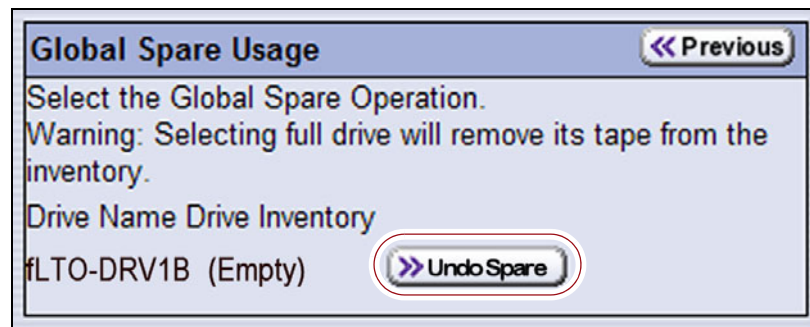 Global Spare Usage
Previous
Select the Global Spare Operation.
Warning: Selecting full drive will remove its tape from the
inventory.
Drive Name Drive Inventory
fLTO-DRV1B (Empty)
Undo Spare